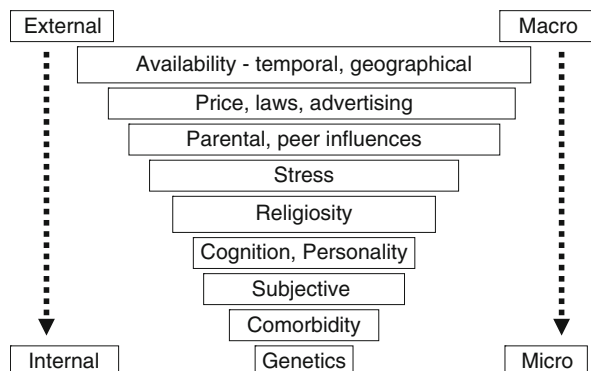 External
Macro
Availability - temporal, geographical
Price, laws, advertising
Parental, peer influences
Stress
Religiosity
Cognition, Personality
Subjective
Comorbidity
Internal
Genetics
Micro